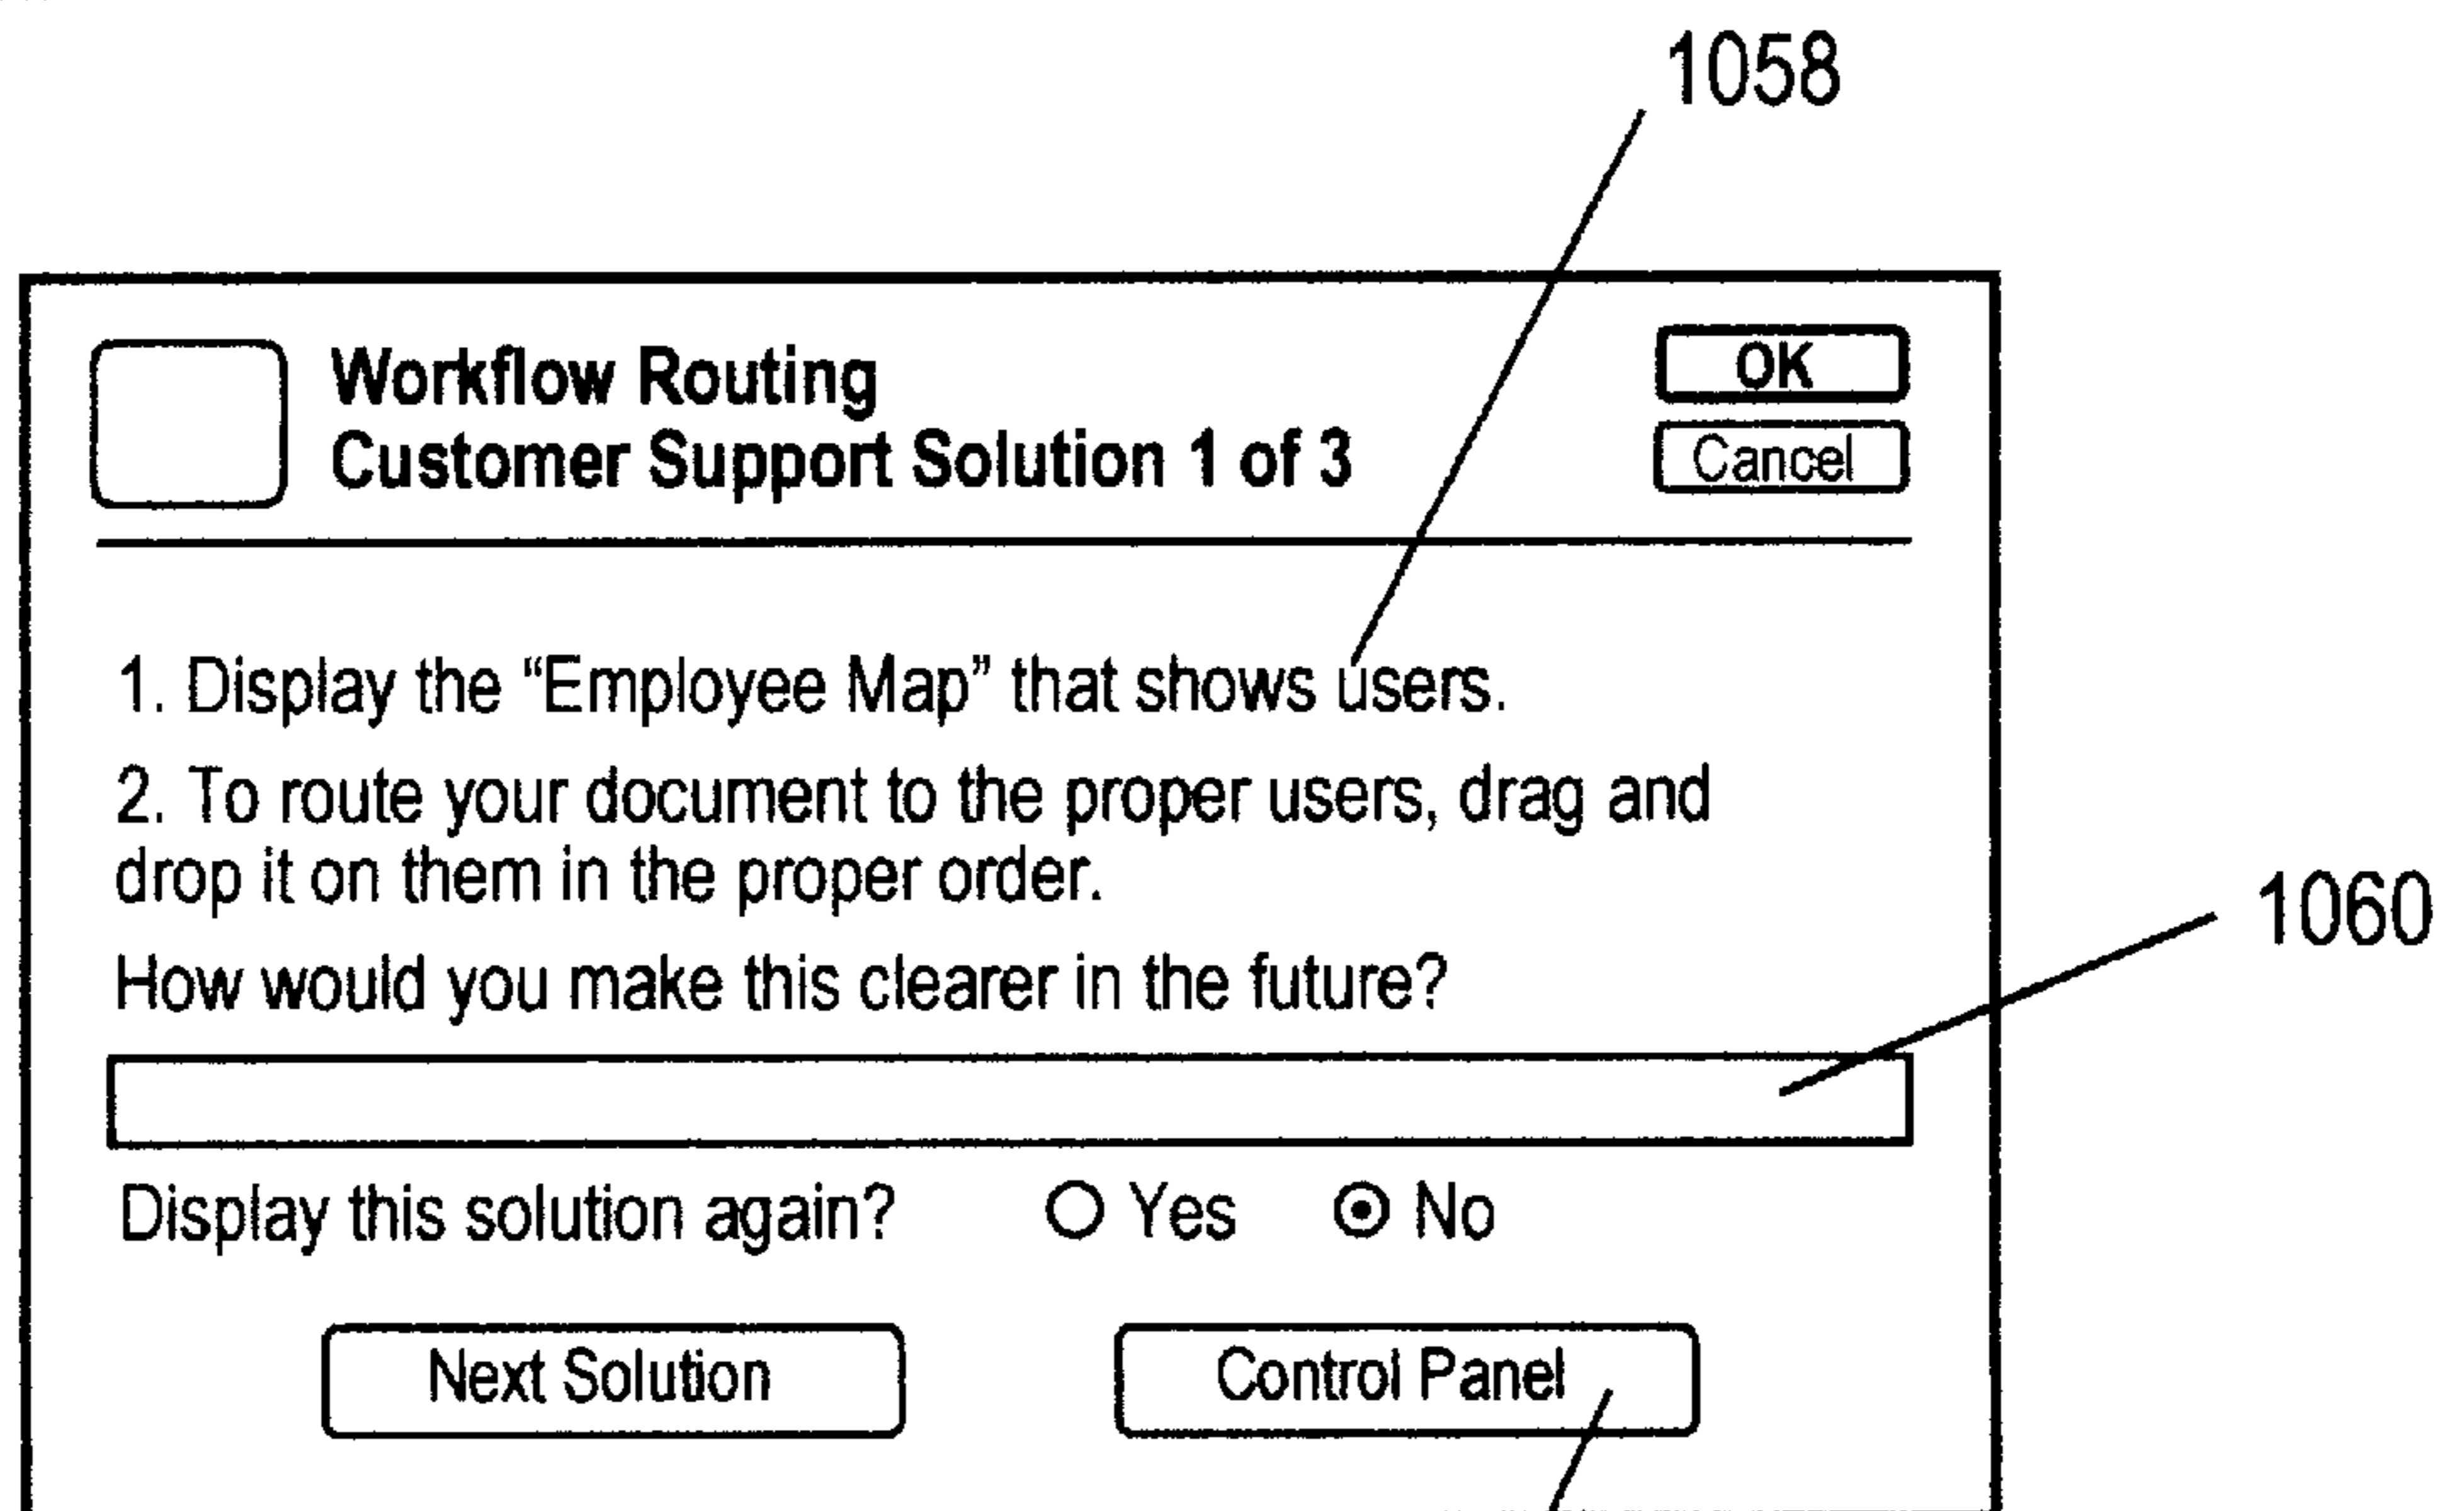 1058
Workflow Routing
OK
Customer Support Solution 1 of 3
Cancel
1. Display the “Employee Map” that shows users.
2. To route your document to the proper users, drag and
drop it on them in the proper order.
1060
How would you make this clearer in the future?
Display this solution again? Yes No
Next Solution Control Panel